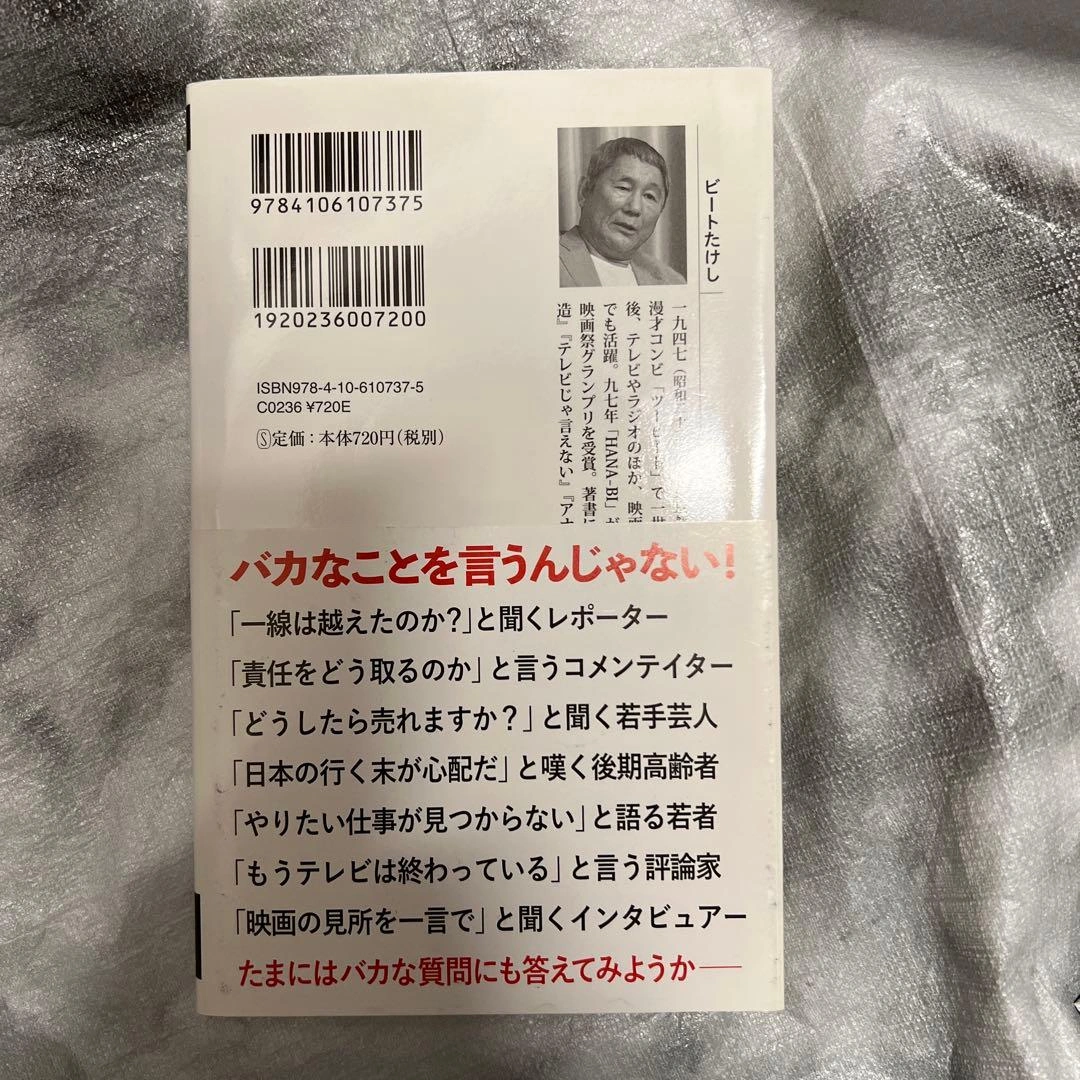 9784106107375
1920236007200
ISBN978-4-10-610737-5
C0236 ¥720E
Ⓢ定価：本体720円（税別）
ビートたけし
一九四七（昭和
漫才コンビ「ツービート」で一世
後、テレビやラジオのほか、映画
でも活躍。九七年「HANA-BI」が
映画祭グランプリを受賞。著書に
造』『テレビじゃ言えない』『アナ
バカなことを言うんじゃない！
「一線は越えたのか?」と聞くレポーター
「責任をどう取るのか」と言うコメンテイター
「どうしたら売れますか？」と聞く若手芸人
「日本の行く末が心配だ」と嘆く後期高齢者
「やりたい仕事が見つからない」と語る若者
「もうテレビは終わっている」と言う評論家
「映画の見所を一言で」と聞くインタビュアー
たまにはバカな質問にも答えてみようか――